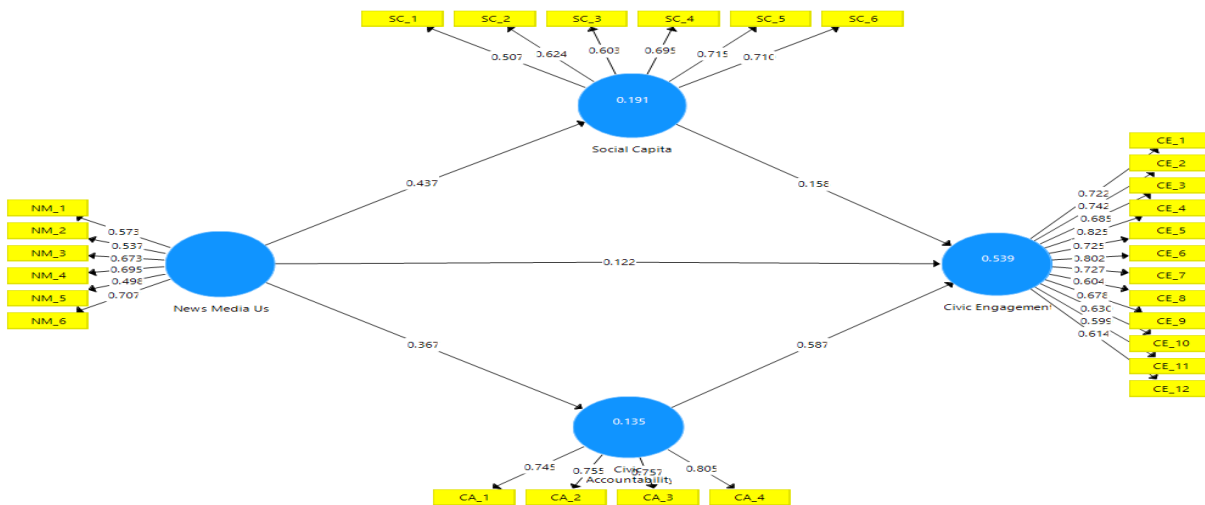 SC_1 SC_2 SC_3 SC_4 SC_5 SC_6
0.507 0.624 0.603 0.695 0.715 0.710
0.191
Social Capita
0.437
0.158
CE_1
CE_2
CE_3
CE_4
CE_5
CE_6
CE_7
CE_8
CE_9
CE_10
CE_11
CE_12
0.722
0.742
0.685
0.825
0.725
0.802
0.727
0.604
0.678
0.630
0.599
0.614
NM_1
NM_2
NM_3
NM_4
NM_5
NM_6
0.573
0.537
0.673
0.695
0.498
0.707
News Media Us
0.122
0.539
Civic Engagement
0.367
0.587
0.135
Civic
Accountability
0.745 0.755 0.757 0.805
CA_1 CA_2 CA_3 CA_4